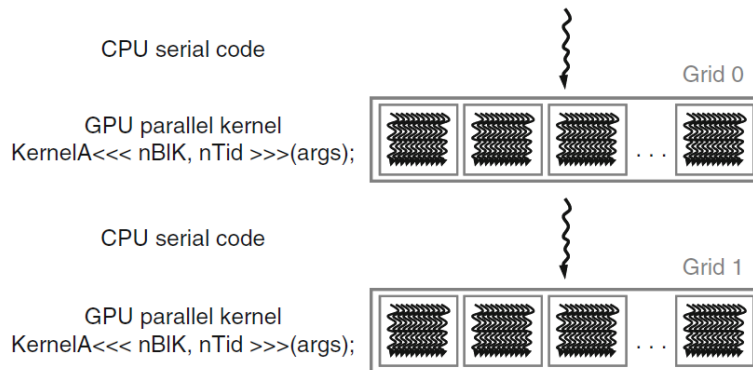 CPU serial code
Grid 0
GPU parallel kernel
KernelA<<< nBlK, nTid >>>(args);
. . .
CPU serial code
Grid 1
GPU parallel kernel
KernelA<<< nBlK, nTid >>>(args);
. . .